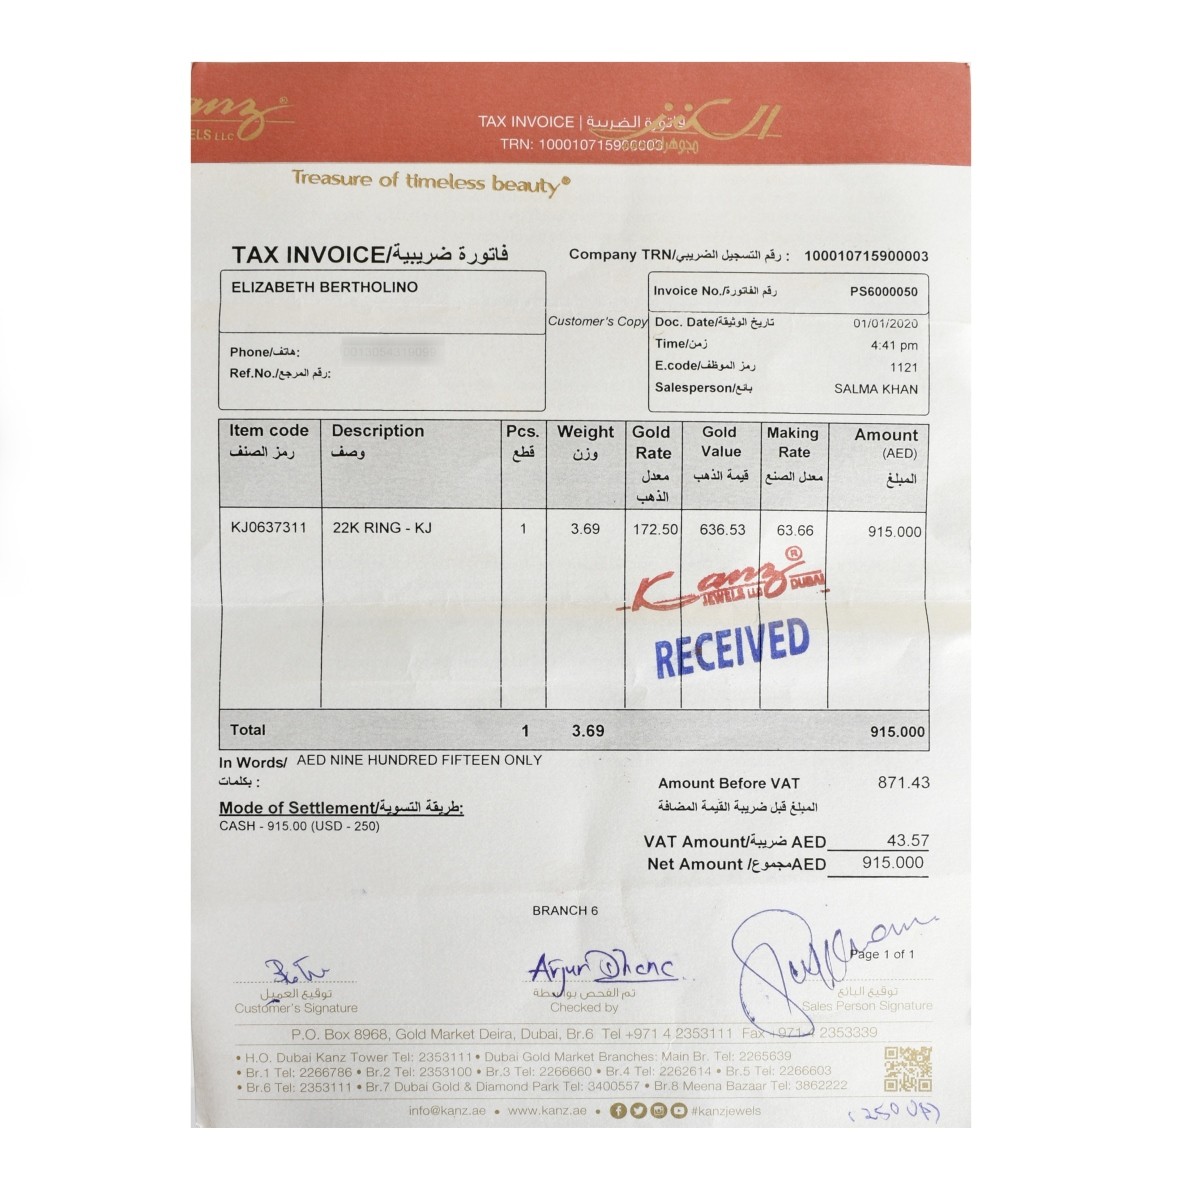 anz®
ELS LLC
الكنز
TAX INVOICE | فاتورة الضريبة
TRN: 100010715900003
Treasure of timeless beauty®
TAX INVOICE/فاتورة ضريبية
Company TRN/رقم التسجيل الضريبي : 100010715900003
ELIZABETH BERTHOLINO
Invoice No./رقم الفاتورة PS6000050
Customer's Copy
Doc. Date/تاريخ الوثيقة 01/01/2020
Time/زمن 4:41 pm
Phone/هاتف:
E.code/رمز الموظف 1121
Ref.No./رقم المرجع:
Salesperson/بائع SALMA KHAN
Item code Description Pcs. Weight Gold Rate Gold Value Making Rate Amount (AED)
رمز الصنف وصف قطع وزن معدل الذهب قيمة الذهب معدل الصنع المبلغ
KJ0637311 22K RING - KJ 1 3.69 172.50 636.53 63.66 915.000
Kanz®
JEWELS LLC DUBAI
RECEIVED
Total 1 3.69 915.000
In Words/ AED NINE HUNDRED FIFTEEN ONLY
بكلمات :
Amount Before VAT 871.43
المبلغ قبل ضريبة القيمة المضافة
Mode of Settlement/طريقة التسوية:
CASH - 915.00 (USD - 250)
VAT Amount/ضريبة AED 43.57
Net Amount /مجموع AED 915.000
BRANCH 6
Arjun Dhene
Page 1 of 1
توقيع العميل تم الفحص بواسطة توقيع البائع
Customer's Signature Checked by Sales Person Signature
P.O. Box 8968, Gold Market Deira, Dubai, Br.6 Tel +971 4 2353111 Fax +971 4 2353339
• H.O. Dubai Kanz Tower Tel: 2353111 • Dubai Gold Market Branches: Main Br. Tel: 2265639
• Br.1 Tel: 2266786 • Br.2 Tel: 2353100 • Br.3 Tel: 2266660 • Br.4 Tel: 2262614 • Br.5 Tel: 2266603
• Br.6 Tel: 2353111 • Br.7 Dubai Gold & Diamond Park Tel: 3400557 • Br.8 Meena Bazaar Tel: 3862222
info@kanz.ae • www.kanz.ae • #kanzjewels